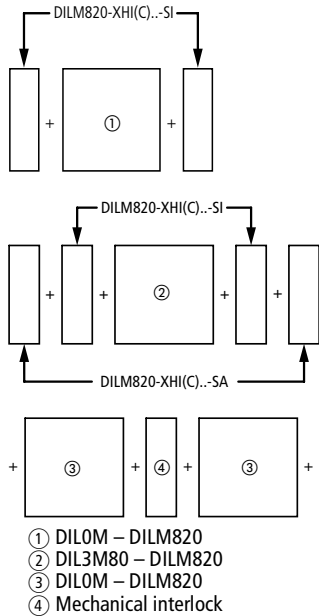 DILM820-XHI(C)..-SI
+ ① +
DILM820-XHI(C)..-SI
+ + ② + +
DILM820-XHI(C)..-SA
+ ③ + ④ + ③ +
① DIL0M – DILM820
② DIL3M80 – DILM820
③ DIL0M – DILM820
④ Mechanical interlock